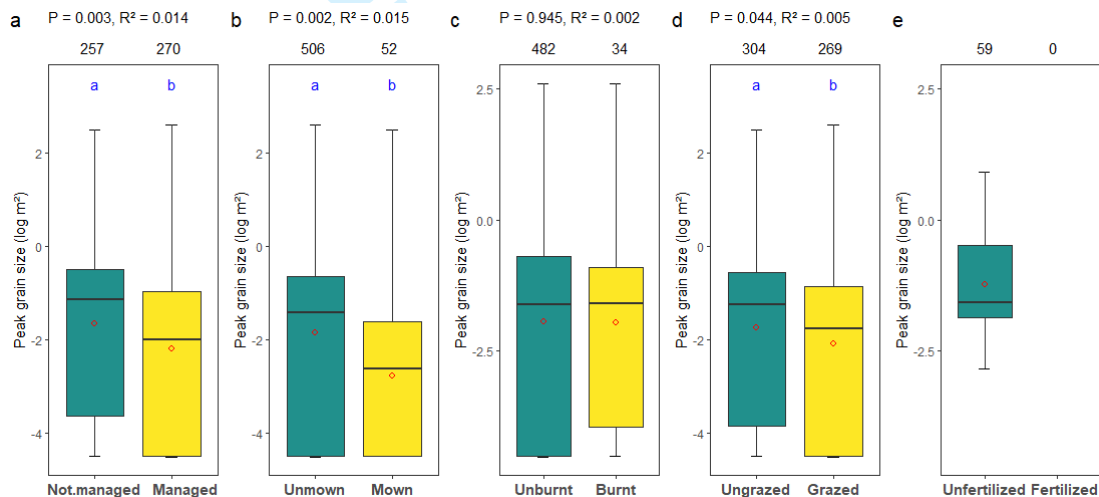 a P = 0.003, R² = 0.014
257 270
a b
Peak grain size (log m²)
2
0
-2
-4
Not.managed Managed
b P = 0.002, R² = 0.015
506 52
a b
Peak grain size (log m²)
2
0
-2
-4
Unmown Mown
c P = 0.945, R² = 0.002
482 34
Peak grain size (log m²)
2.5
0.0
-2.5
Unburnt Burnt
d P = 0.044, R² = 0.005
304 269
a b
Peak grain size (log m²)
2
0
-2
-4
Ungrazed Grazed
e
59 0
Peak grain size (log m²)
2.5
0.0
-2.5
Unfertilized Fertilized